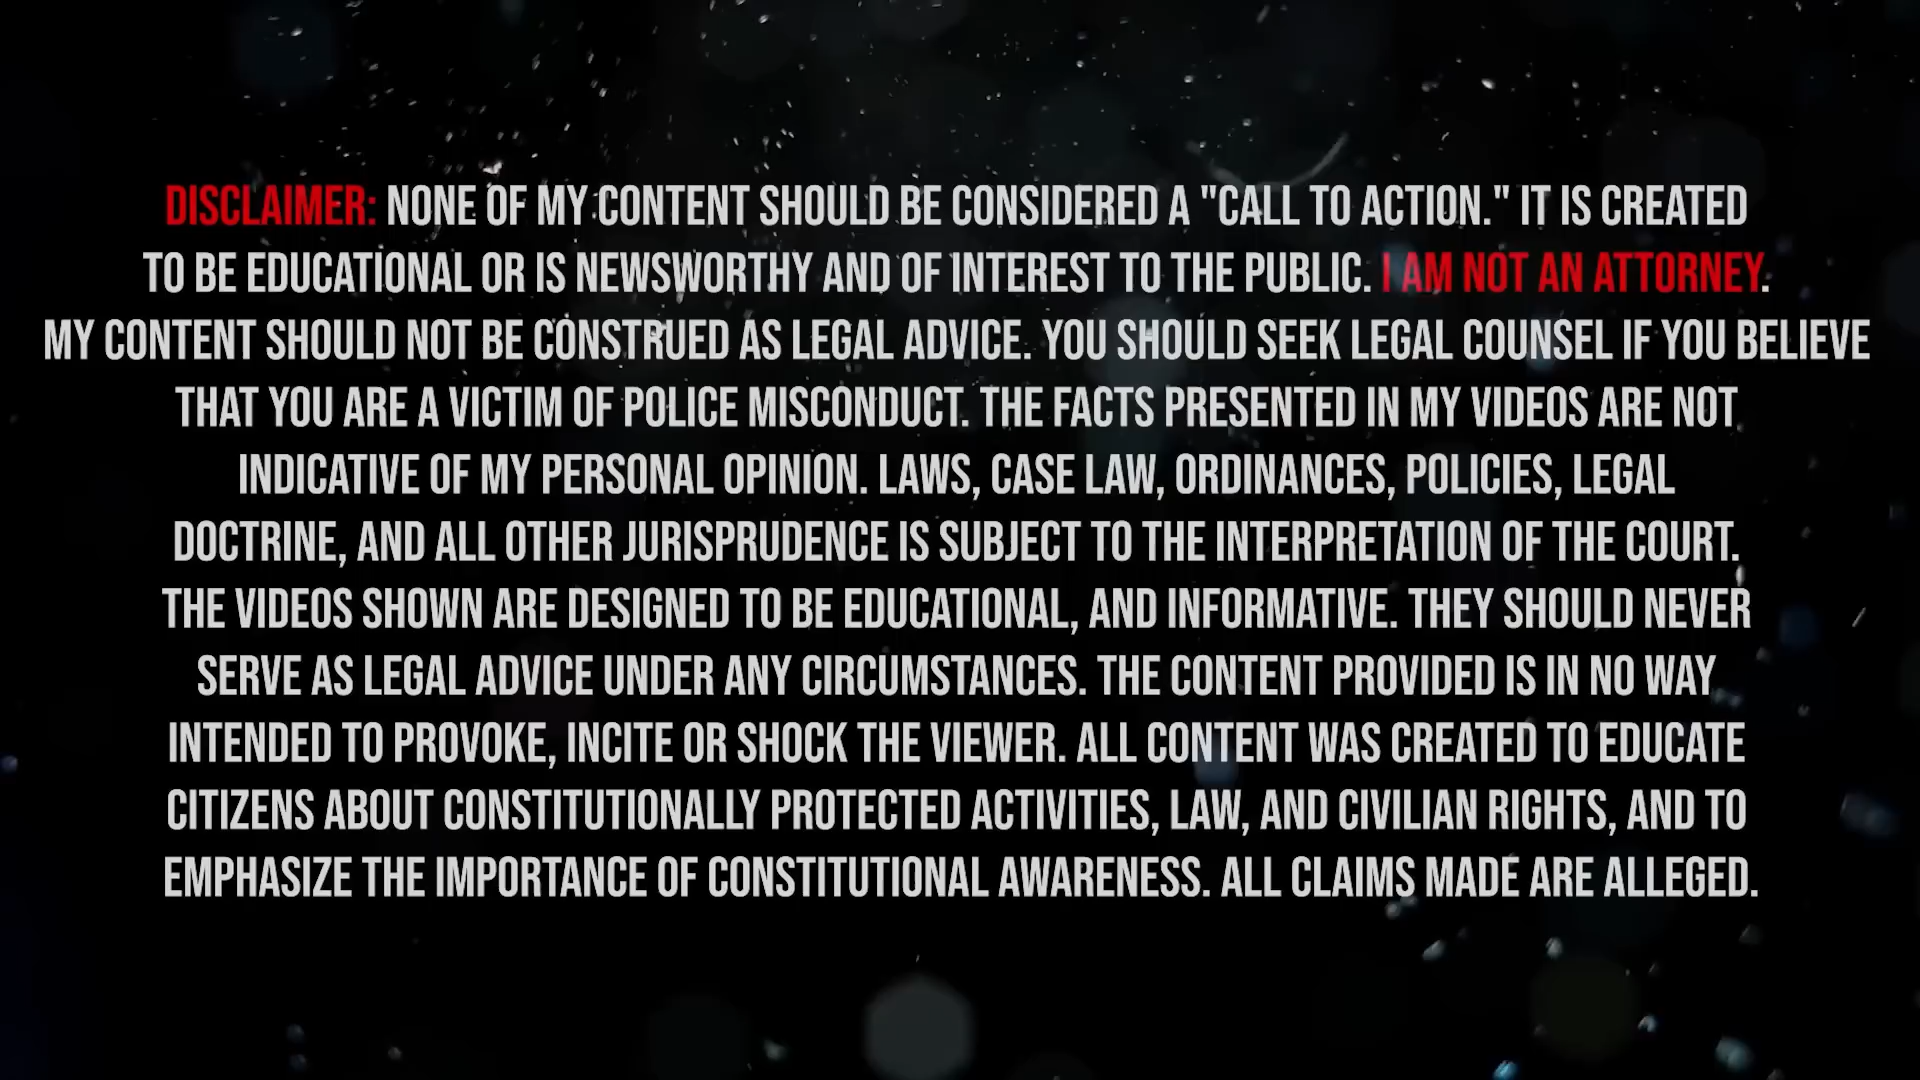 DISCLAIMER: NONE OF MY CONTENT SHOULD BE CONSIDERED A "CALL TO ACTION." IT IS CREATED
TO BE EDUCATIONAL OR IS NEWSWORTHY AND OF INTEREST TO THE PUBLIC. I AM NOT AN ATTORNEY.
MY CONTENT SHOULD NOT BE CONSTRUED AS LEGAL ADVICE. YOU SHOULD SEEK LEGAL COUNSEL IF YOU BELIEVE
THAT YOU ARE A VICTIM OF POLICE MISCONDUCT. THE FACTS PRESENTED IN MY VIDEOS ARE NOT
INDICATIVE OF MY PERSONAL OPINION. LAWS, CASE LAW, ORDINANCES, POLICIES, LEGAL
DOCTRINE, AND ALL OTHER JURISPRUDENCE IS SUBJECT TO THE INTERPRETATION OF THE COURT.
THE VIDEOS SHOWN ARE DESIGNED TO BE EDUCATIONAL, AND INFORMATIVE. THEY SHOULD NEVER
SERVE AS LEGAL ADVICE UNDER ANY CIRCUMSTANCES. THE CONTENT PROVIDED IS IN NO WAY
INTENDED TO PROVOKE, INCITE OR SHOCK THE VIEWER. ALL CONTENT WAS CREATED TO EDUCATE
CITIZENS ABOUT CONSTITUTIONALLY PROTECTED ACTIVITIES, LAW, AND CIVILIAN RIGHTS, AND TO
EMPHASIZE THE IMPORTANCE OF CONSTITUTIONAL AWARENESS. ALL CLAIMS MADE ARE ALLEGED.